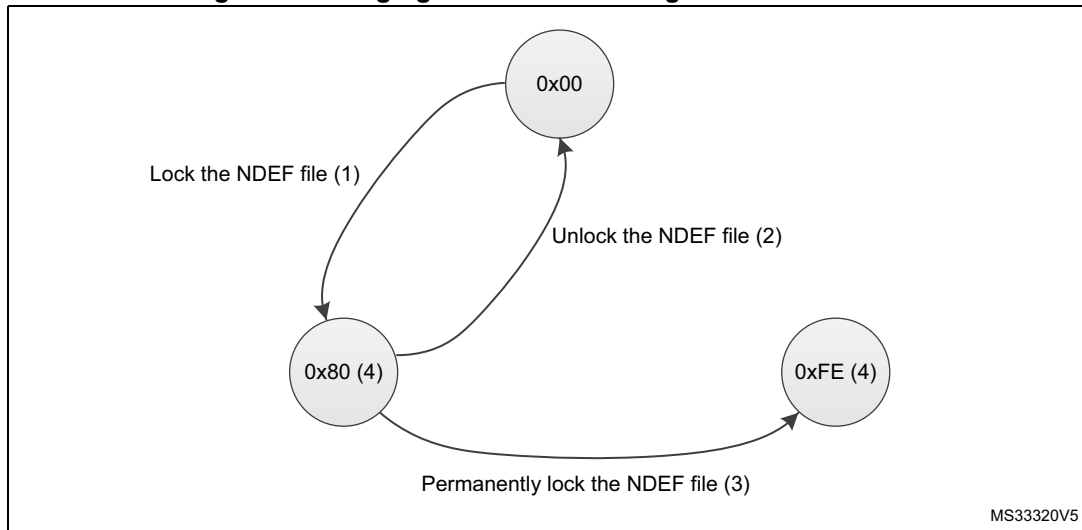 0x00
Lock the NDEF file (1)
Unlock the NDEF file (2)
0x80 (4)
0xFE (4)
Permanently lock the NDEF file (3)
MS33320V5